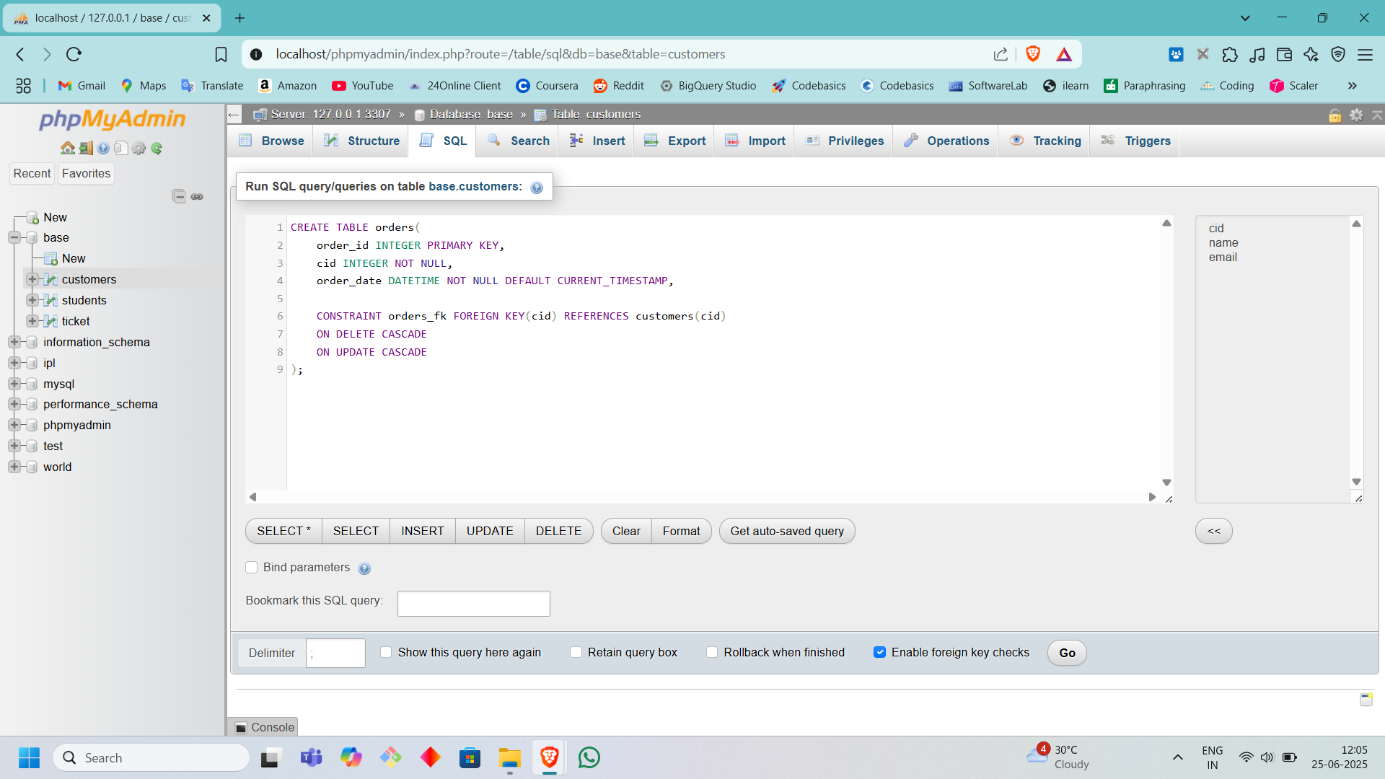 localhost / 127.0.0.1 / base / cust
localhost/phpmyadmin/index.php?route=/table/sql&db=base&table=customers
Gmail Maps Translate Amazon YouTube 24Online Client Coursera Reddit BigQuery Studio Codebasics Codebasics SoftwareLab ilearn Paraphrasing Coding Scaler »
phpMyAdmin
Recent Favorites
New
base
New
customers
students
ticket
information_schema
ipl
mysql
performance_schema
phpmyadmin
test
world
Server: 127.0.0.1:3307 » Database: base » Table: customers
Browse Structure SQL Search Insert Export Import Privileges Operations Tracking Triggers
Run SQL query/queries on table base.customers:
1 CREATE TABLE orders(
2 order_id INTEGER PRIMARY KEY,
3 cid INTEGER NOT NULL,
4 order_date DATETIME NOT NULL DEFAULT CURRENT_TIMESTAMP,
5
6 CONSTRAINT orders_fk FOREIGN KEY(cid) REFERENCES customers(cid)
7 ON DELETE CASCADE
8 ON UPDATE CASCADE
9 );
cid
name
email
SELECT * SELECT INSERT UPDATE DELETE Clear Format Get auto-saved query <<
Bind parameters
Bookmark this SQL query:
Delimiter ; Show this query here again Retain query box Rollback when finished Enable foreign key checks Go
Console
Search
4 30°C
Cloudy
ENG
IN
12:05
25-06-2025